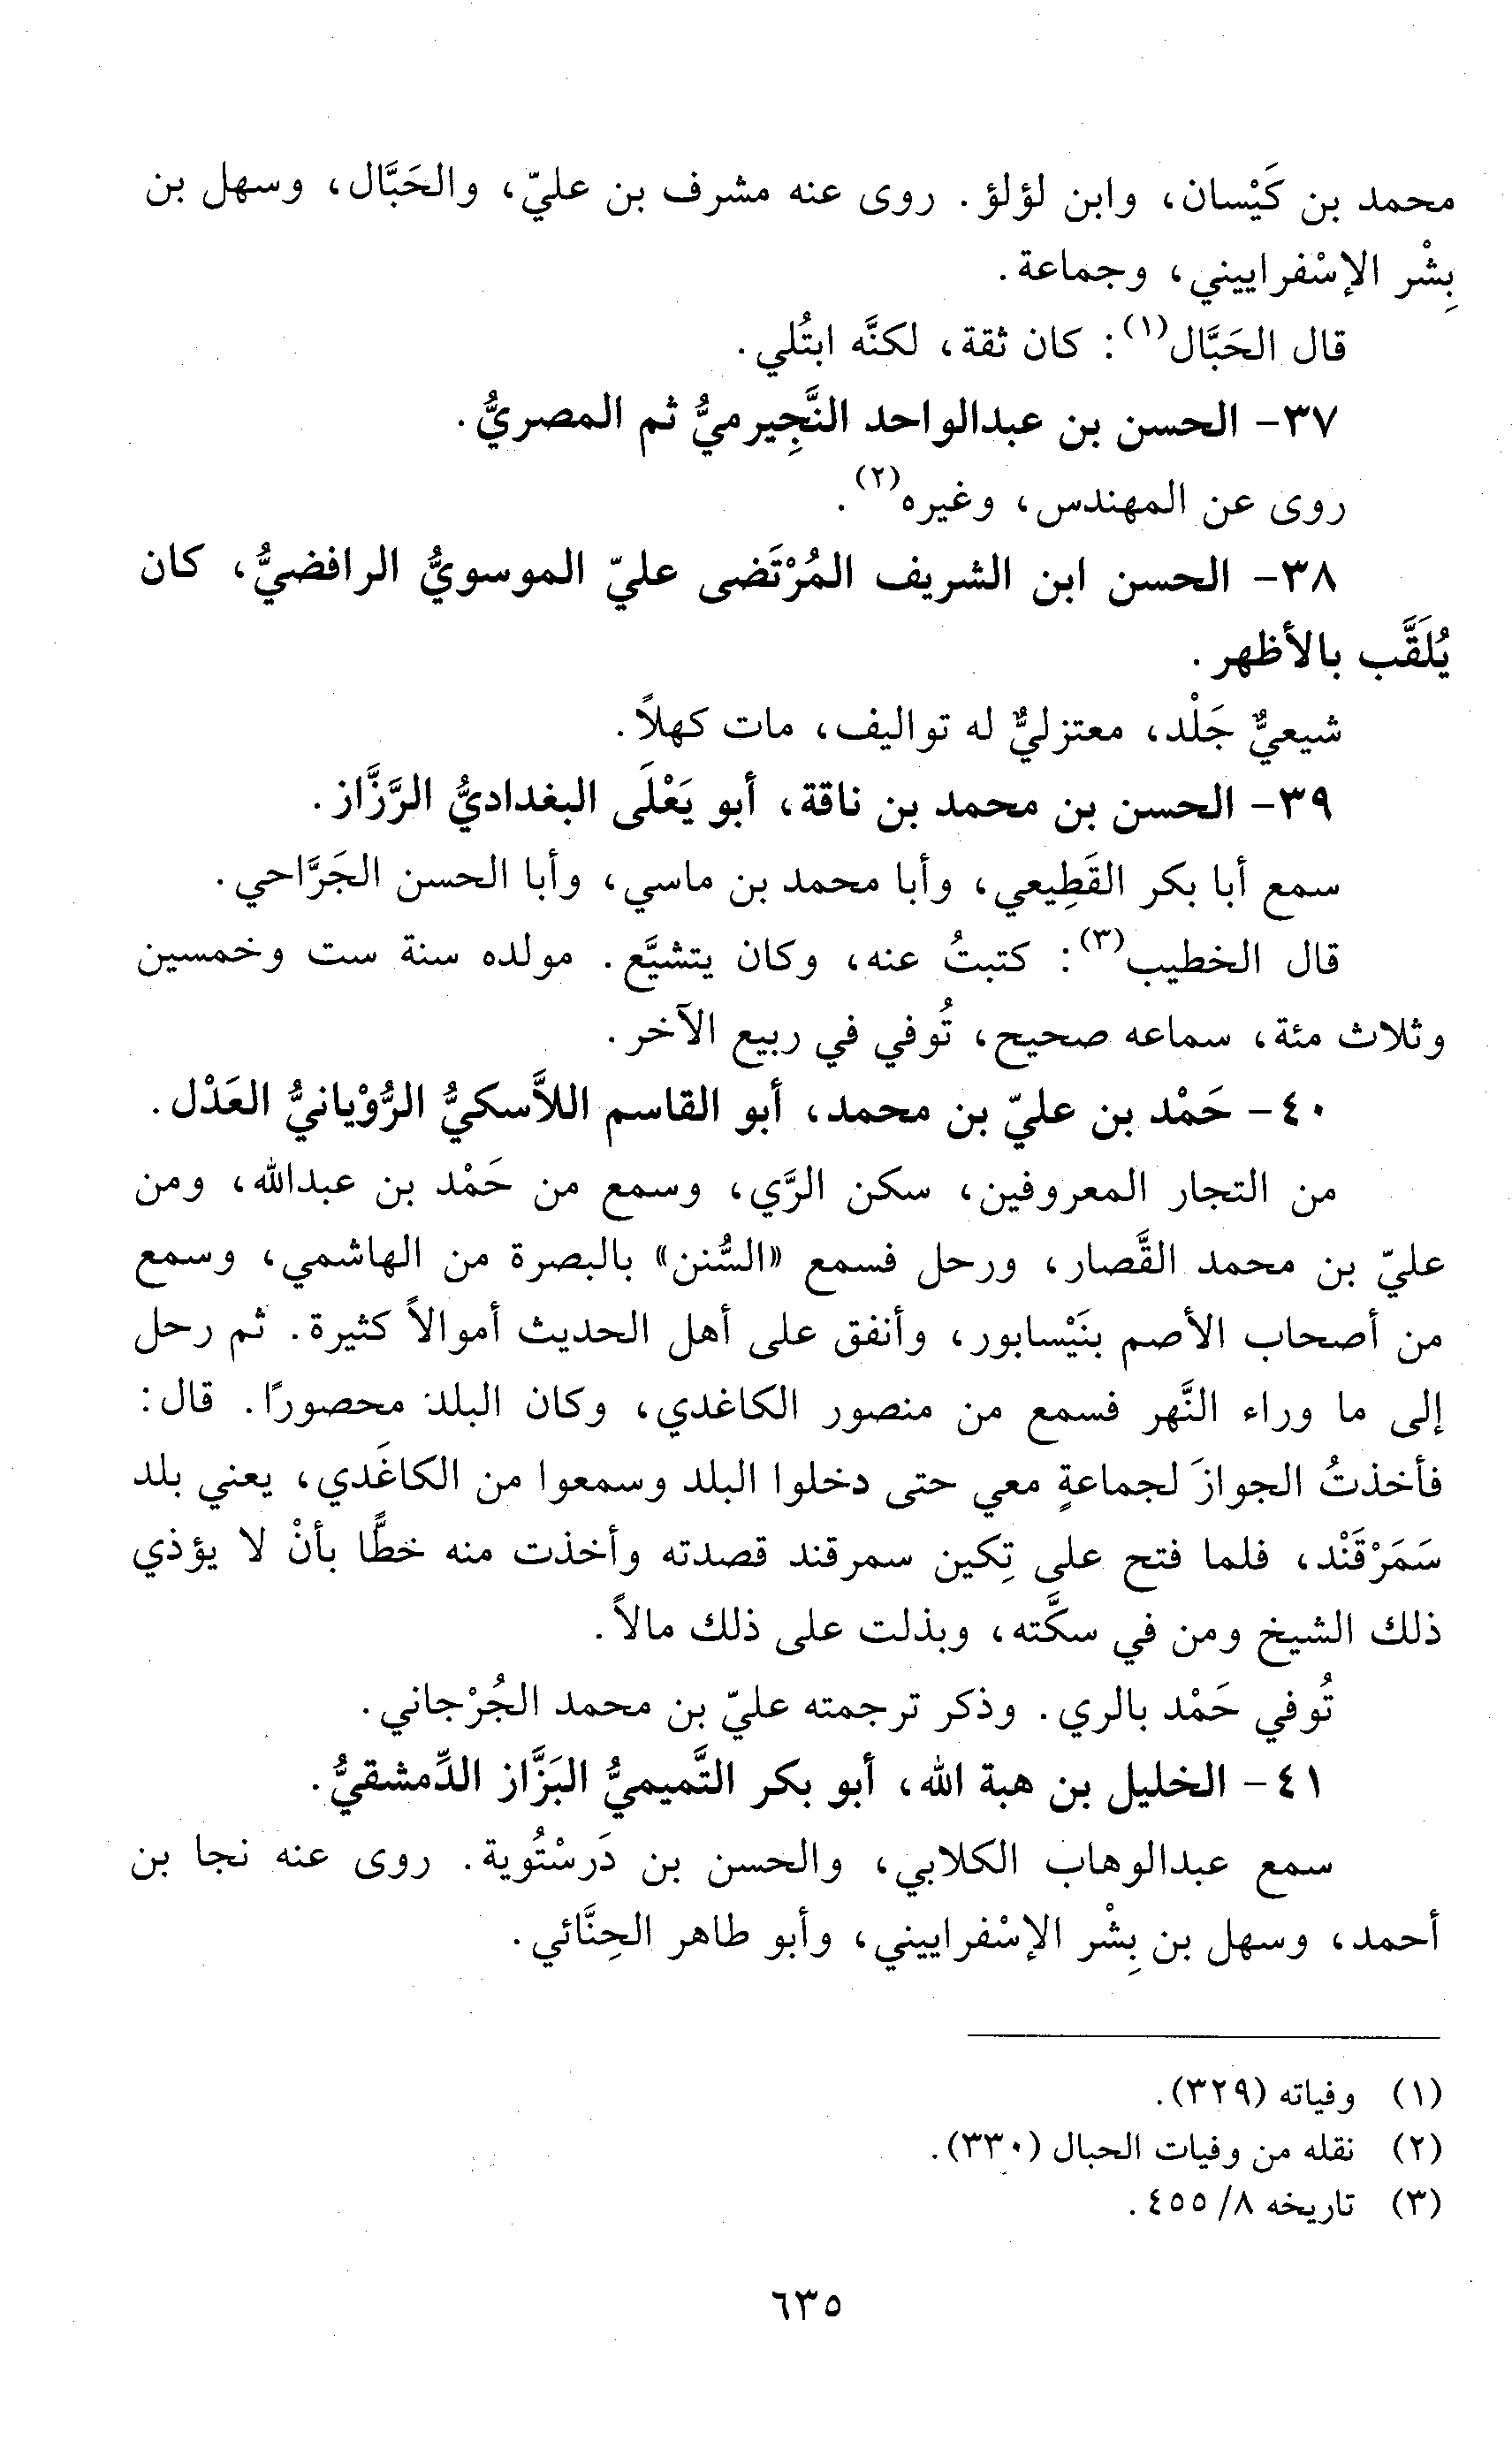 محمد بن كَيْسان، وابن لؤلؤ. روى عنه مشرف بن عليّ، والحَبَّال، وسهل بن
بِشْر الإسْفراييني، وجماعة.
قال الحَبَّال(١): كان ثقة، لكنَّه ابتُلي.
٣٧- الحسن بن عبدالواحد النَّجِيرميُّ ثم المصريُّ.
روى عن المهندس، وغيره(٢).
٣٨- الحسن ابن الشريف المُرْتَضى عليّ الموسويُّ الرافضيُّ، كان
يُلَقَّب بالأظهر.
شيعيٌّ جَلْد، معتزليٌّ له تواليف، مات كهلاً.
٣٩- الحسن بن محمد بن ناقة، أبو يَعْلَى البغداديُّ الرَّزَّاز.
سمع أبا بكر القَطِيعي، وأبا محمد بن ماسي، وأبا الحسن الجَرَّاحي.
قال الخطيب(٣): كتبتُ عنه، وكان يتشيَّع. مولده سنة ست وخمسين
وثلاث مئة، سماعه صحيح، تُوفي في ربيع الآخر.
٤٠- حَمْد بن عليّ بن محمد، أبو القاسم اللاَّسكيُّ الرُّوْيانيُّ العَدْل.
من التجار المعروفين، سكن الرَّي، وسمع من حَمْد بن عبدالله، ومن
عليّ بن محمد القَّصار، ورحل فسمع «السُّنن» بالبصرة من الهاشمي، وسمع
من أصحاب الأصم بنَيْسابور، وأنفق على أهل الحديث أموالاً كثيرة. ثم رحل
إلى ما وراء النَّهر فسمع من منصور الكاغدي، وكان البلد محصورًا. قال:
فأخذتُ الجوازَ لجماعةٍ معي حتى دخلوا البلد وسمعوا من الكاغَدي، يعني بلد
سَمَرْقَنْد، فلما فتح على تِكين سمرقند قصدته وأخذت منه خطًّا بأنْ لا يؤذي
ذلك الشيخ ومن في سكَّته، وبذلت على ذلك مالاً.
تُوفي حَمْد بالري. وذكر ترجمته عليّ بن محمد الجُرْجاني.
٤١- الخليل بن هبة الله، أبو بكر التَّميميُّ البَزَّاز الدِّمشقيُّ.
سمع عبدالوهاب الكلابي، والحسن بن دَرسْتُوية. روى عنه نجا بن
أحمد، وسهل بن بِشْر الإسْفراييني، وأبو طاهر الحِنَّائي.
(١) وفياته (٣٢٩).
(٢) نقله من وفيات الحبال (٣٣٠).
(٣) تاريخه ٨/ ٤٥٥.
٦٣٥